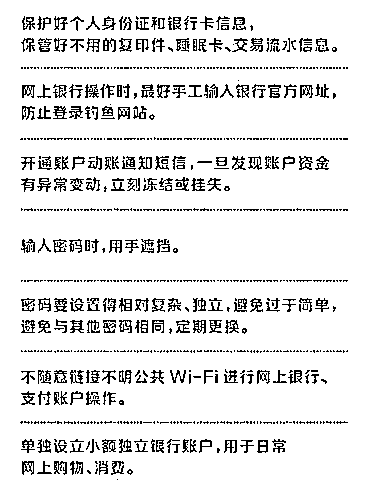 保护好个人身份证和银行卡信息，
保管好不用的复印件、睡眠卡、交易流水信息。
网上银行操作时，最好手工输入银行官方网址，
防止登录钓鱼网站。
开通账户动账通知短信，一旦发现账户资金
有异常变动，立刻冻结或挂失。
输入密码时，用手遮挡。
密码要设置得相对复杂、独立，避免过于简单，
避免与其他密码相同，定期更换。
不随意链接不明公共 Wi-Fi 进行网上银行、
支付账户操作。
单独设立小额独立银行账户，用于日常
网上购物、消费。